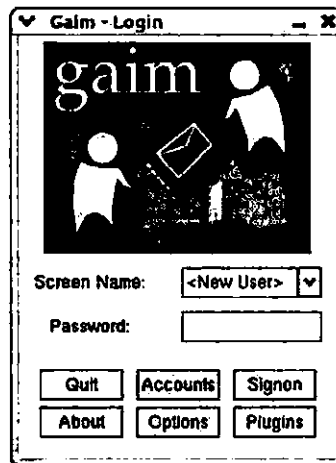 Gaim - Login
gaim
Screen Name: <New User>
Password:
Quit Accounts Signon
About Options Plugins